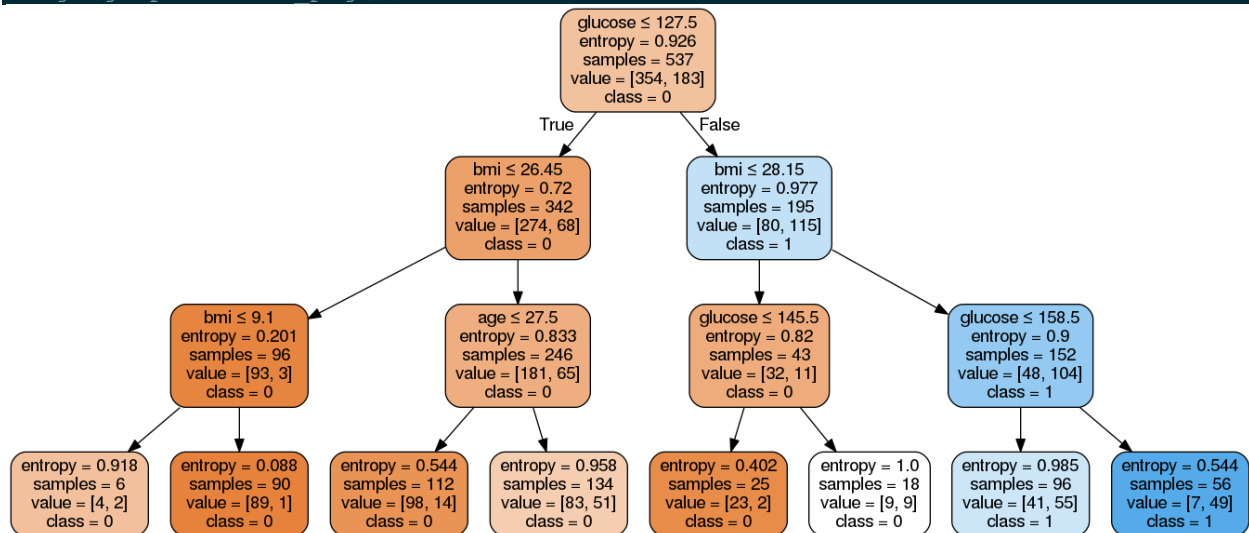 glucose ≤ 127.5
entropy = 0.926
samples = 537
value = [354, 183]
class = 0
True
False
bmi ≤ 26.45
entropy = 0.72
samples = 342
value = [274, 68]
class = 0
bmi ≤ 28.15
entropy = 0.977
samples = 195
value = [80, 115]
class = 1
bmi ≤ 9.1
entropy = 0.201
samples = 96
value = [93, 3]
class = 0
age ≤ 27.5
entropy = 0.833
samples = 246
value = [181, 65]
class = 0
glucose ≤ 145.5
entropy = 0.82
samples = 43
value = [32, 11]
class = 0
glucose ≤ 158.5
entropy = 0.9
samples = 152
value = [48, 104]
class = 1
entropy = 0.918
samples = 6
value = [4, 2]
class = 0
entropy = 0.088
samples = 90
value = [89, 1]
class = 0
entropy = 0.544
samples = 112
value = [98, 14]
class = 0
entropy = 0.958
samples = 134
value = [83, 51]
class = 0
entropy = 0.402
samples = 25
value = [23, 2]
class = 0
entropy = 1.0
samples = 18
value = [9, 9]
class = 0
entropy = 0.985
samples = 96
value = [41, 55]
class = 1
entropy = 0.544
samples = 56
value = [7, 49]
class = 1